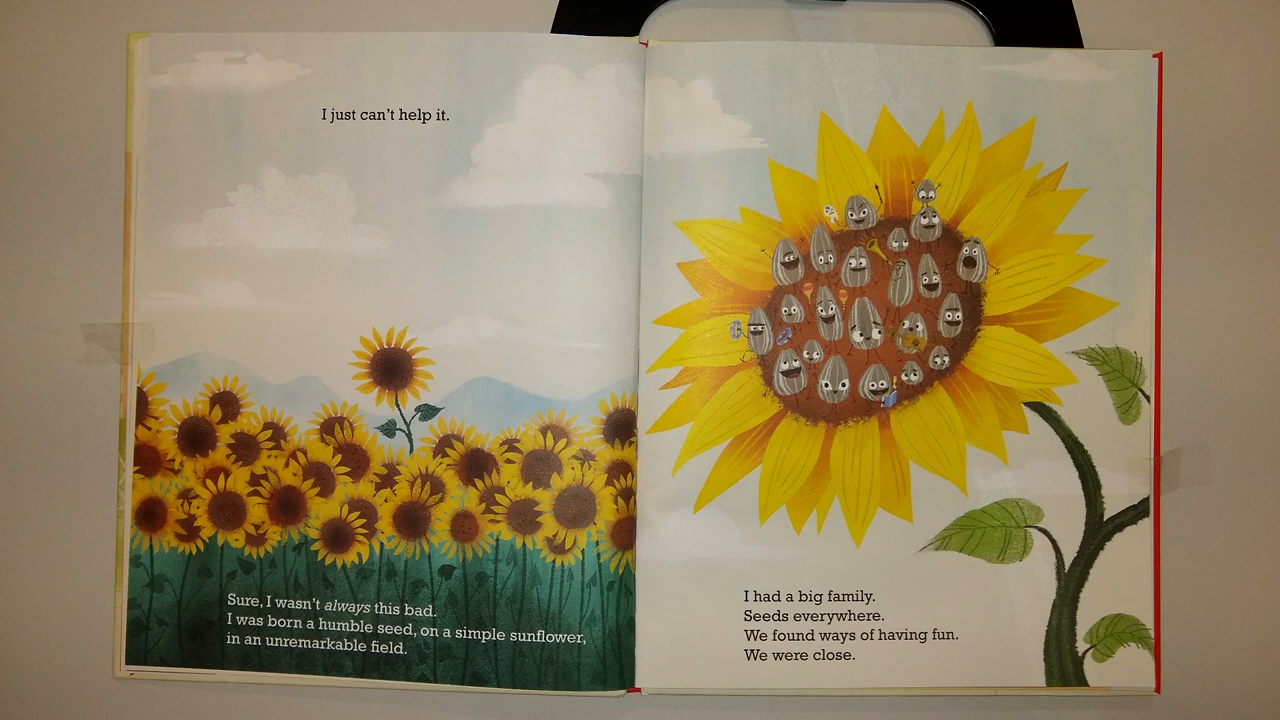 I just can't help it.
Sure, I wasn't always this bad.
I was born a humble seed, on a simple sunflower,
in an unremarkable field.
I had a big family.
Seeds everywhere.
We found ways of having fun.
We were close.